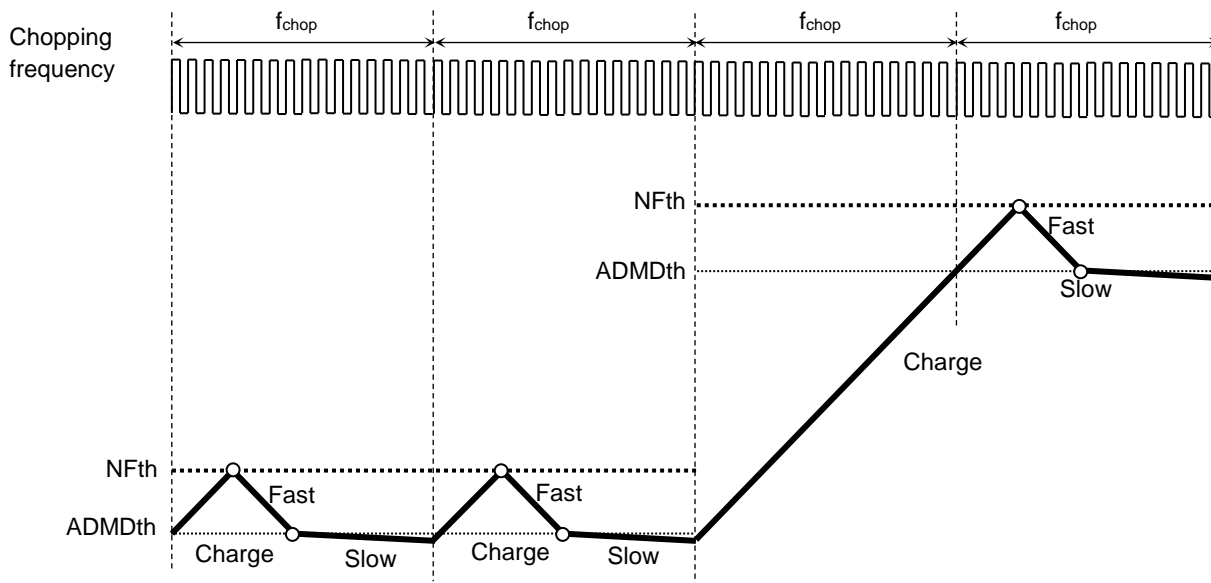 fchop fchop fchop fchop
Chopping
frequency
NFth
Fast
ADMDth
Slow
Charge
NFth
Fast Fast
ADMDth
Charge Slow Charge Slow